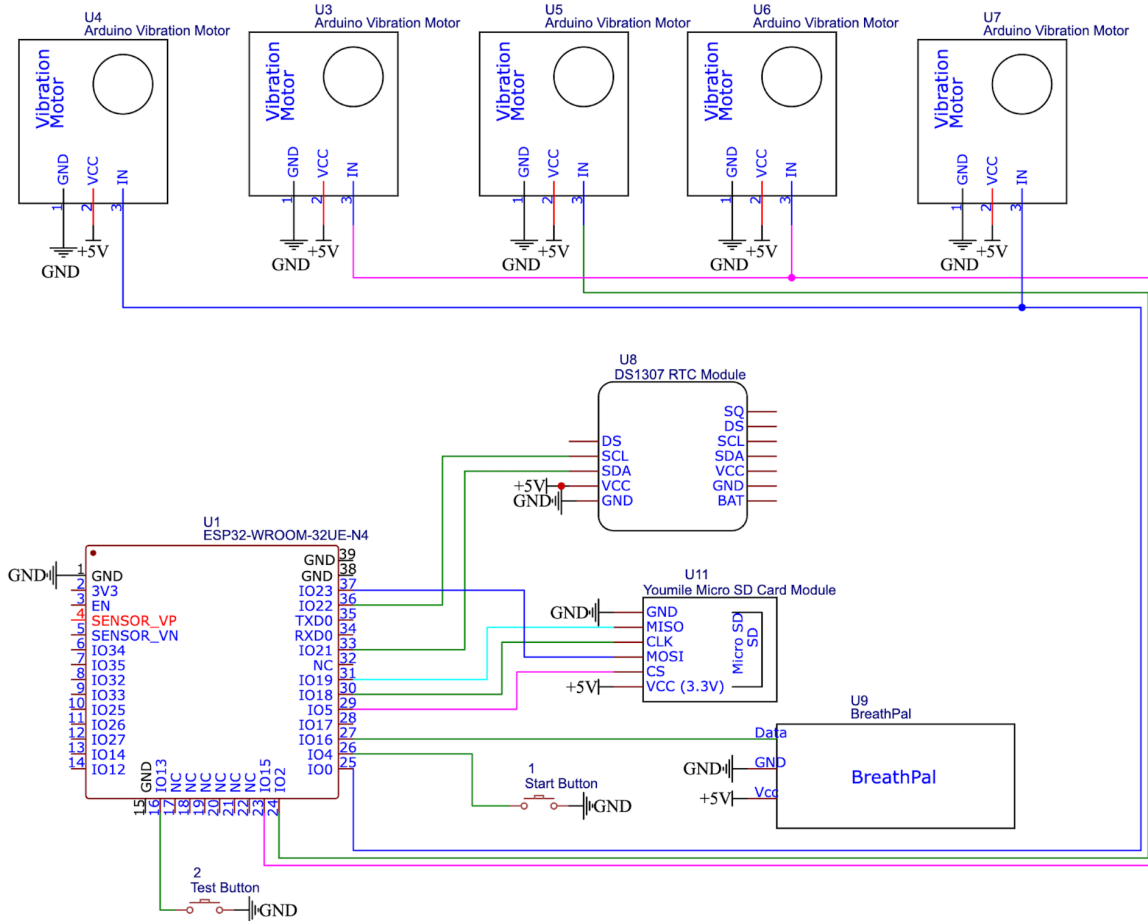 U4
Arduino Vibration Motor
U3
Arduino Vibration Motor
U5
Arduino Vibration Motor
U6
Arduino Vibration Motor
U7
Arduino Vibration Motor
Vibration
Motor
GND
VCC
IN
1
2
3
GND
+5V
Vibration
Motor
GND
VCC
IN
1
2
3
GND
+5V
Vibration
Motor
GND
VCC
IN
1
2
3
GND
+5V
Vibration
Motor
GND
VCC
IN
1
2
3
GND
+5V
Vibration
Motor
GND
VCC
IN
1
2
3
GND
+5V
U8
DS1307 RTC Module
DS
SCL
SDA
VCC
GND
SQ
DS
SCL
SDA
VCC
GND
BAT
+5V
GND
U1
ESP32-WROOM-32UE-N4
GND
1 GND
2 3V3
3 EN
4 SENSOR_VP
5 SENSOR_VN
6 IO34
7 IO35
8 IO32
9 IO33
10 IO25
11 IO26
12 IO27
13 IO14
14 IO12
GND 39
GND 38
IO23 37
IO22 36
TXD0 35
RXD0 34
IO21 33
NC 32
IO19 31
IO18 30
IO5 29
IO17 28
IO16 27
IO4 26
IO0 25
GND 15
IO13 16
NC 17
NC 18
NC 19
NC 20
NC 21
NC 22
IO15 23
IO2 24
U11
Youmile Micro SD Card Module
GND
GND
MISO
CLK
MOSI
CS
VCC (3.3V)
+5V
Micro SD
SD
U9
BreathPal
Data
GND
Vcc
GND
+5V
BreathPal
1
Start Button
GND
2
Test Button
GND